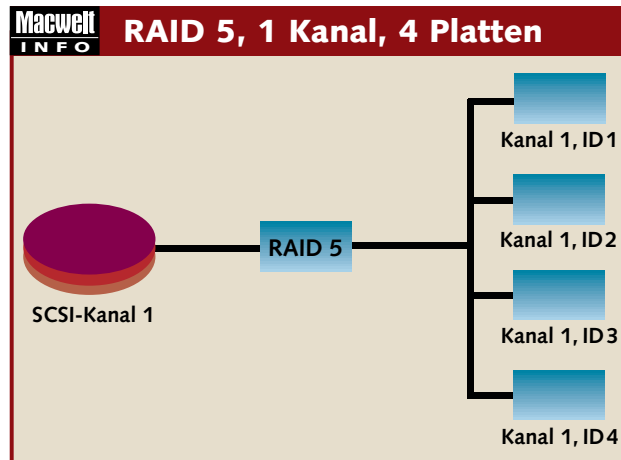 Macwelt
INFO
RAID 5, 1 Kanal, 4 Platten
Kanal 1, ID1
Kanal 1, ID2
RAID 5
SCSI-Kanal 1
Kanal 1, ID3
Kanal 1, ID4